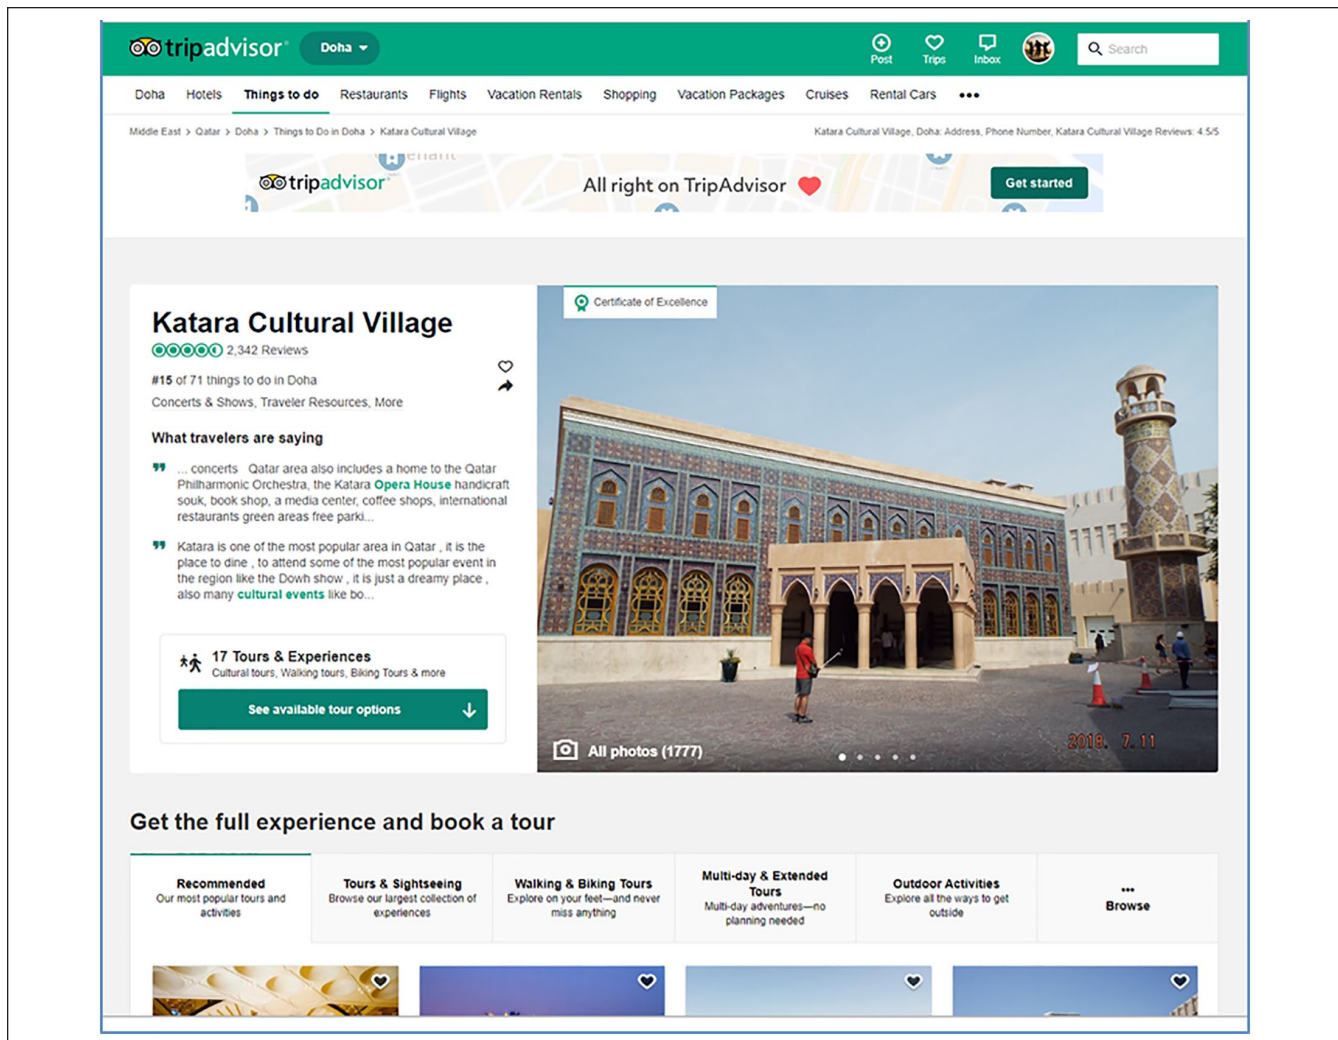 tripadvisor
Doha
Post
Trips
Inbox
Search
Doha Hotels Things to do Restaurants Flights Vacation Rentals Shopping Vacation Packages Cruises Rental Cars •••
Middle East > Qatar > Doha > Things to Do in Doha > Katara Cultural Village
Katara Cultural Village, Doha: Address, Phone Number, Katara Cultural Village Reviews: 4.5/5
tripadvisor
All right on TripAdvisor
Get started
Certificate of Excellence
Katara Cultural Village
2,342 Reviews
#15 of 71 things to do in Doha
Concerts & Shows, Traveler Resources, More
What travelers are saying
... concerts Qatar area also includes a home to the Qatar
Philharmonic Orchestra, the Katara Opera House handicraft
souk, book shop, a media center, coffee shops, international
restaurants green areas free parki...
Katara is one of the most popular area in Qatar , it is the
place to dine , to attend some of the most popular event in
the region like the Dowh show , it is just a dreamy place ,
also many cultural events like bo...
17 Tours & Experiences
Cultural tours, Walking tours, Biking Tours & more
See available tour options
All photos (1777)
2018. 7.11
Get the full experience and book a tour
Recommended
Our most popular tours and
activities
Tours & Sightseeing
Browse our largest collection of
experiences
Walking & Biking Tours
Explore on your feet—and never
miss anything
Multi-day & Extended
Tours
Multi-day adventures—no
planning needed
Outdoor Activities
Explore all the ways to get
outside
•••
Browse